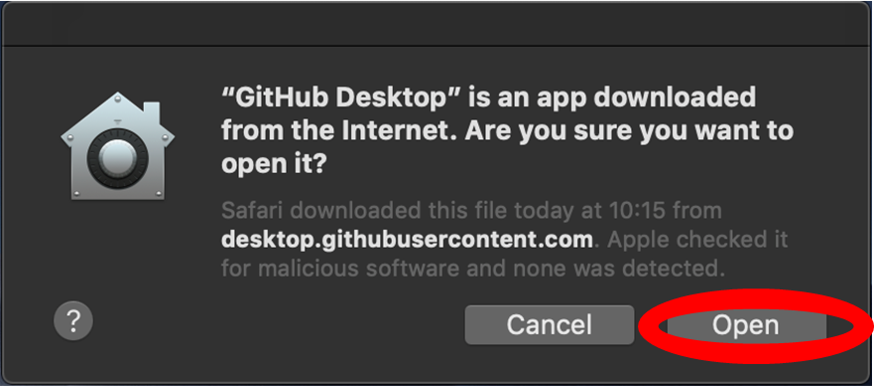 “GitHub Desktop” is an app downloaded
from the Internet. Are you sure you want to
open it?
Safari downloaded this file today at 10:15 from
desktop.githubusercontent.com. Apple checked it
for malicious software and none was detected.
?
Cancel
Open